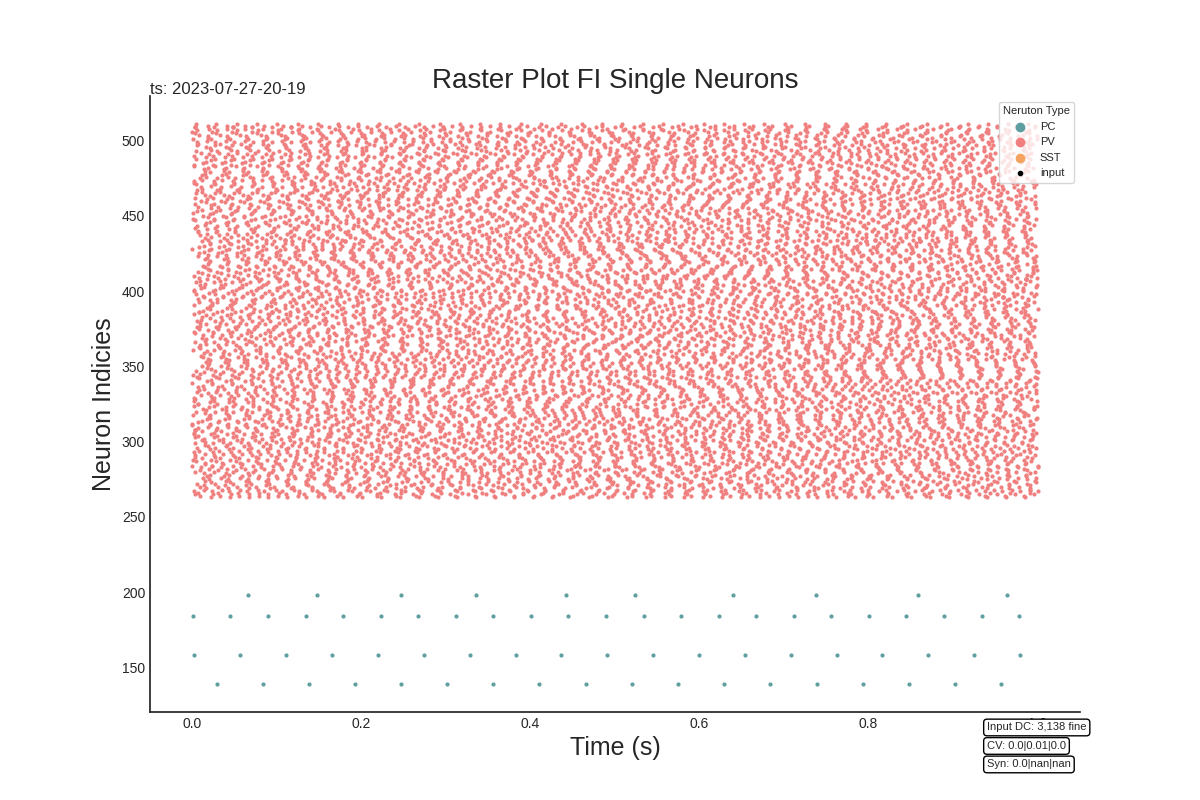 Raster Plot FI Single Neurons
ts: 2023-07-27-20-19
Neruton Type
PC
PV
SST
input
Neuron Indicies
500
450
400
350
300
250
200
150
0.0 0.2 0.4 0.6 0.8
Time (s)
Input DC: 3,138 fine
CV: 0.0|0.01|0.0
Syn: 0.0|nan|nan